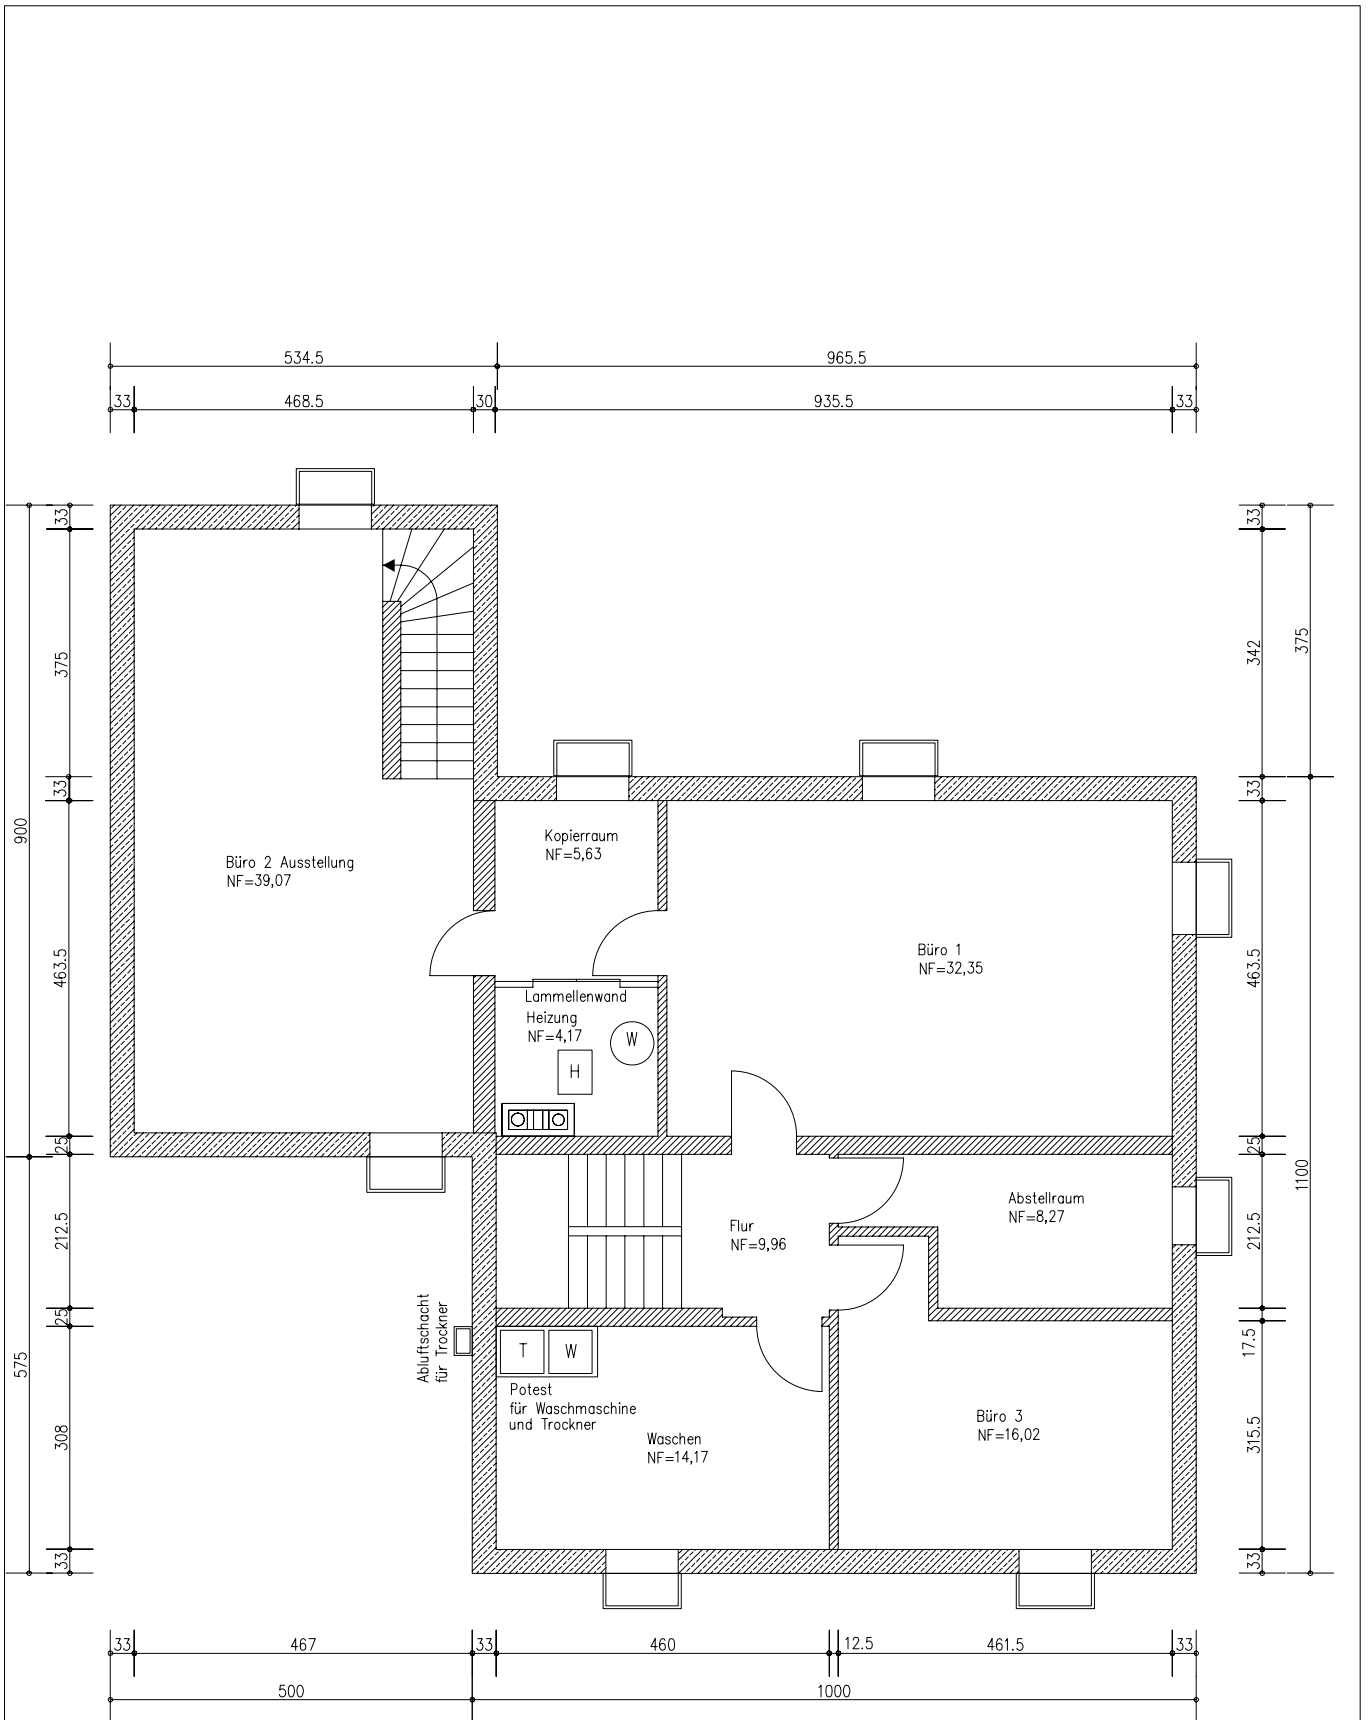 534.5
965.5
33
468.5
30
935.5
33
33
375
33
463.5
25
212.5
25
308
33
900
575
33
342
33
463.5
25
212.5
17.5
315.5
33
375
1100
Kopierraum
NF=5,63
Büro 2 Ausstellung
NF=39,07
Büro 1
NF=32,35
Lammellenwand
Heizung
NF=4,17
W
H
Abstellraum
NF=8,27
Flur
NF=9,96
Abluftschacht
für Trockner
T
W
Potest
für Waschmaschine
und Trockner
Waschen
NF=14,17
Büro 3
NF=16,02
33
467
33
460
12.5
461.5
33
500
1000